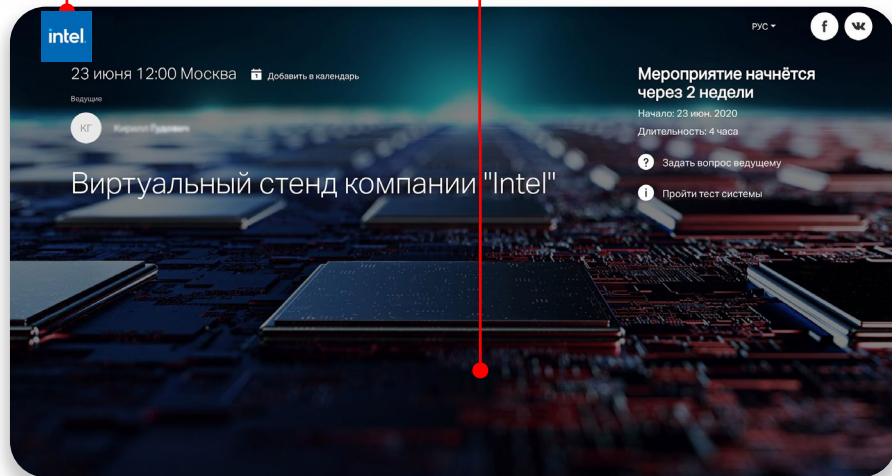 intel.
РУС
f
23 июня 12:00 Москва
1
Добавить в календарь
Ведущие
КГ
Кирилл Гудович
Виртуальный стенд компании "Intel"
Мероприятие начнётся
через 2 недели
Начало: 23 июн. 2020
Длительность: 4 часа
? Задать вопрос ведущему
i Пройти тест системы